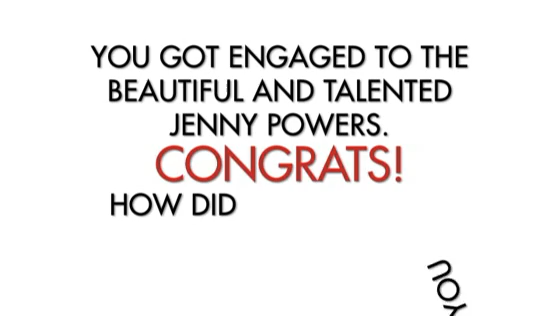 YOU GOT ENGAGED TO THE
BEAUTIFUL AND TALENTED
JENNY POWERS.
CONGRATS!
HOW DID
YOU